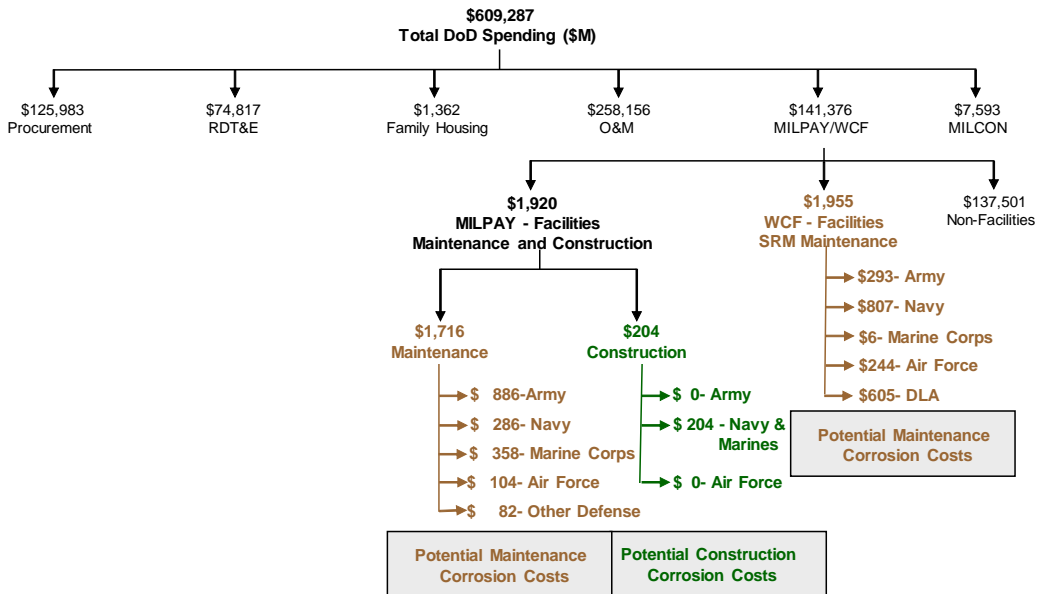 $609,287
Total DoD Spending ($M)
$125,983
Procurement
$74,817
RDT&E
$1,362
Family Housing
$258,156
O&M
$141,376
MILPAY/WCF
$7,593
MILCON
$1,920
MILPAY - Facilities
Maintenance and Construction
$1,955
WCF - Facilities
SRM Maintenance
$137,501
Non-Facilities
$293- Army
$807- Navy
$6- Marine Corps
$244- Air Force
$605- DLA
Potential Maintenance
Corrosion Costs
$1,716
Maintenance
$ 886-Army
$ 286- Navy
$ 358- Marine Corps
$ 104- Air Force
$ 82- Other Defense
Potential Maintenance
Corrosion Costs
$204
Construction
$ 0- Army
$ 204 - Navy &
Marines
$ 0- Air Force
Potential Construction
Corrosion Costs